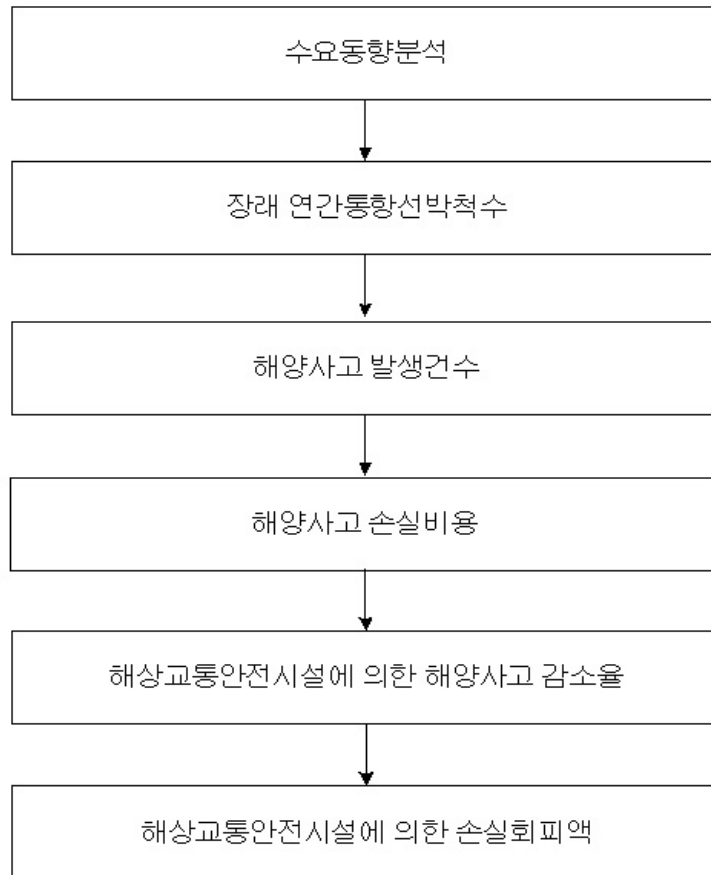 수요동향분석
장래 연간통항선박척수
해양사고 발생건수
해양사고 손실비용
해상교통안전시설에 의한 해양사고 감소율
해상교통안전시설에 의한 손실회피액